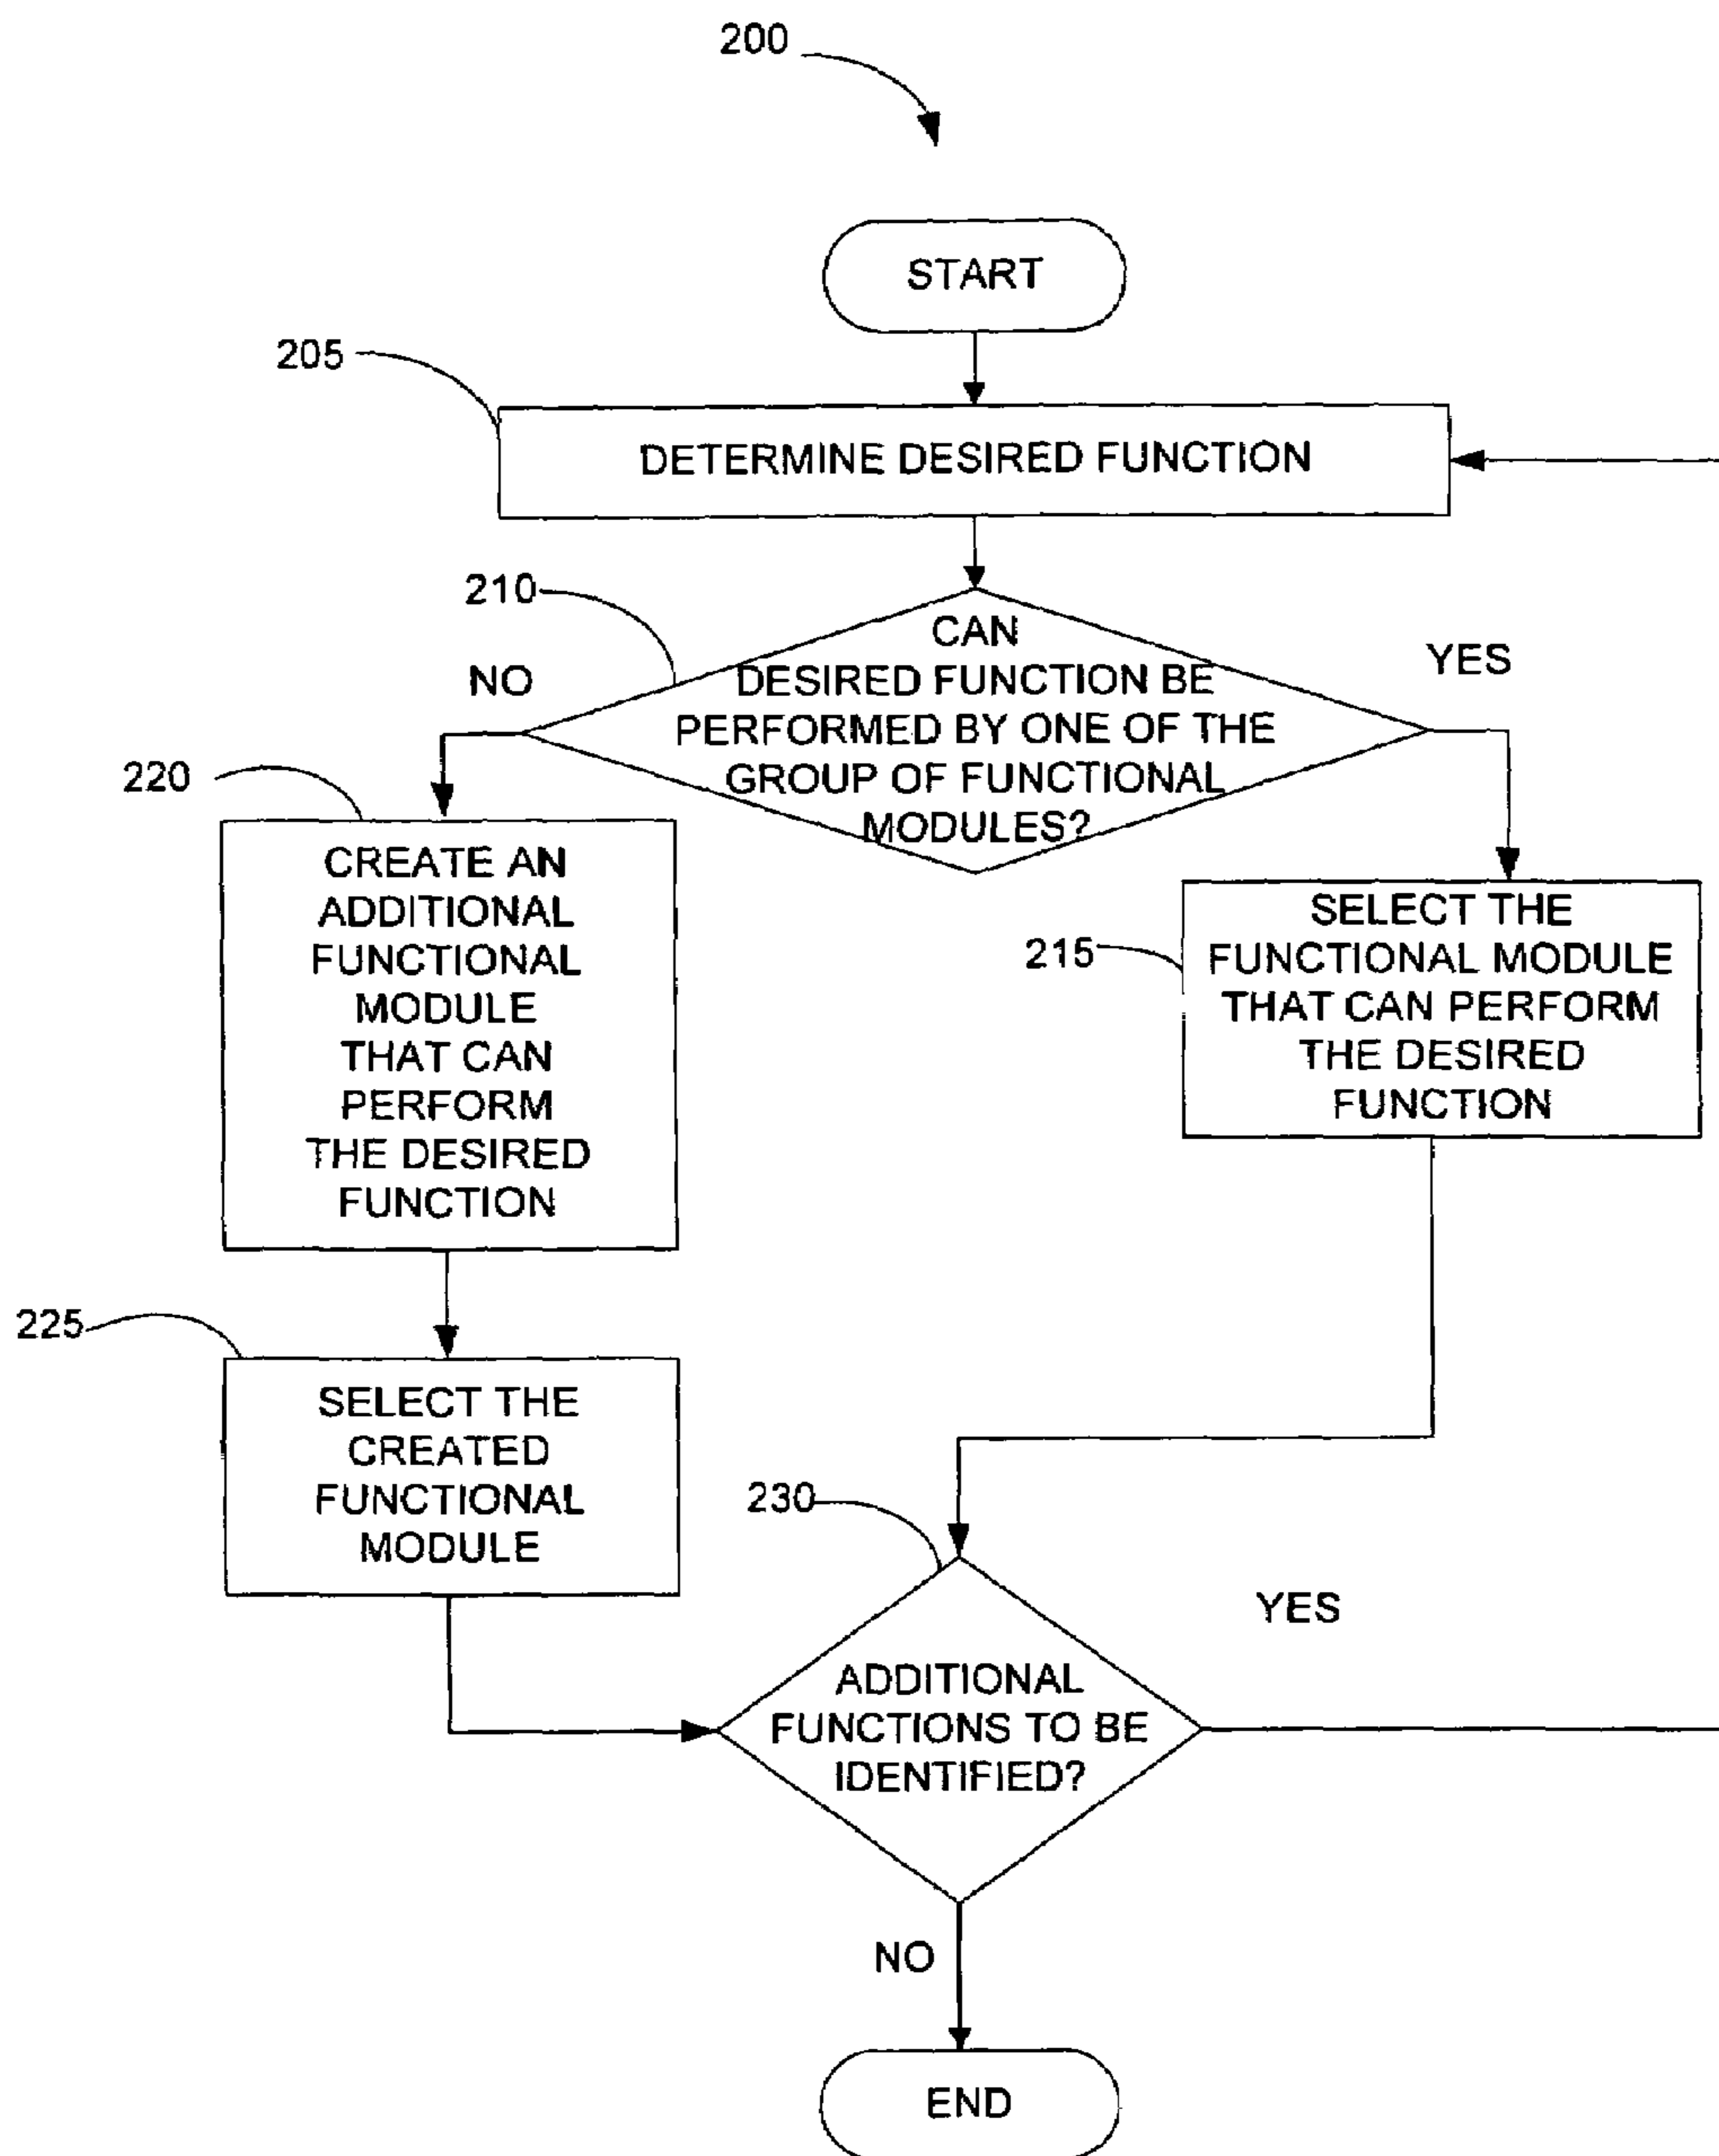 200
START
205
DETERMINE DESIRED FUNCTION
210
CAN
DESIRED FUNCTION BE
PERFORMED BY ONE OF THE
GROUP OF FUNCTIONAL
MODULES?
NO
YES
220
CREATE AN
ADDITIONAL
FUNCTIONAL
MODULE
THAT CAN
PERFORM
THE DESIRED
FUNCTION
215
SELECT THE
FUNCTIONAL MODULE
THAT CAN PERFORM
THE DESIRED
FUNCTION
225
SELECT THE
CREATED
FUNCTIONAL
MODULE
230
YES
ADDITIONAL
FUNCTIONS TO BE
IDENTIFIED?
NO
END